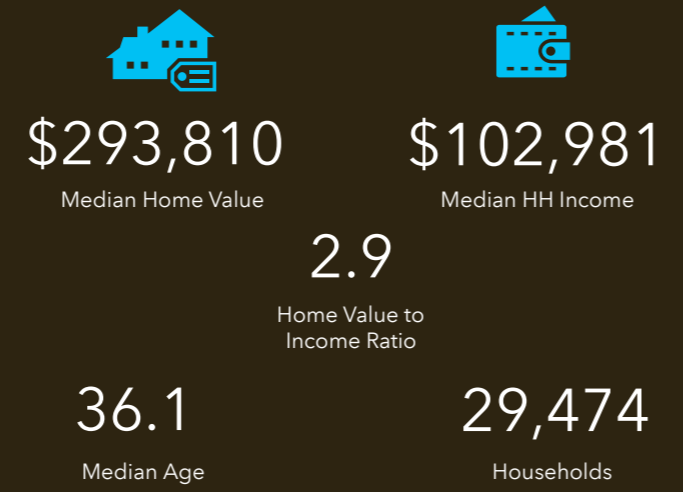 $293,810
Median Home Value
$102,981
Median HH Income
2.9
Home Value to
Income Ratio
36.1
Median Age
29,474
Households